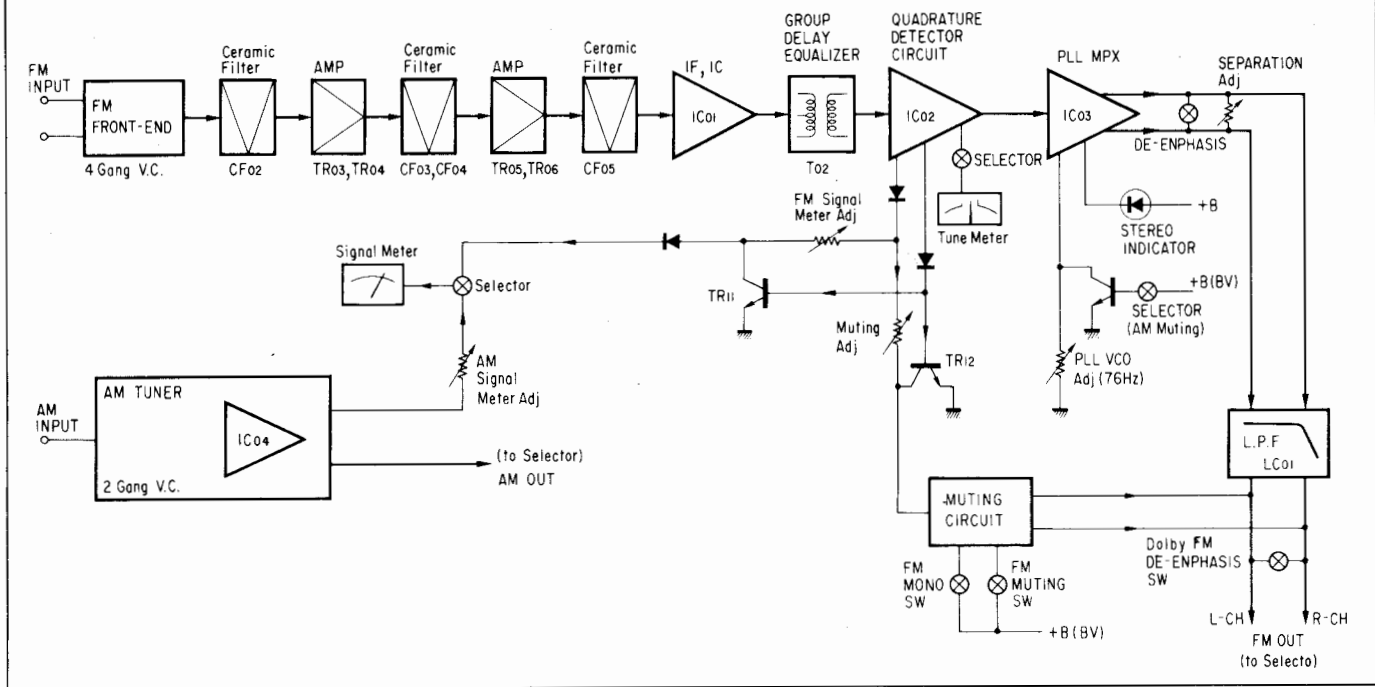 FM
INPUT
FM
FRONT-END
4 Gang V.C.
Ceramic
Filter
CF02
AMP
TR03,TR04
Ceramic
Filter
CF03,CF04
AMP
TR05,TR06
Ceramic
Filter
CF05
IF, IC
IC01
GROUP
DELAY
EQUALIZER
T02
QUADRATURE
DETECTOR
CIRCUIT
IC02
PLL MPX
IC03
SEPARATION
Adj
DE-ENPHASIS
SELECTOR
Tune Meter
+B
STEREO
INDICATOR
FM Signal
Meter Adj
Signal Meter
Selector
TR11
Muting
Adj
TR12
+B(BV)
SELECTOR
(AM Muting)
PLL VCO
Adj (76Hz)
AM
Signal
Meter Adj
AM
INPUT
AM TUNER
IC04
2 Gang V.C.
(to Selector)
AM OUT
L.P.F
LC01
MUTING
CIRCUIT
FM
MONO
SW
FM
MUTING
SW
+B(BV)
Dolby FM
DE-ENPHASIS
SW
L-CH
R-CH
FM OUT
(to Selecto)